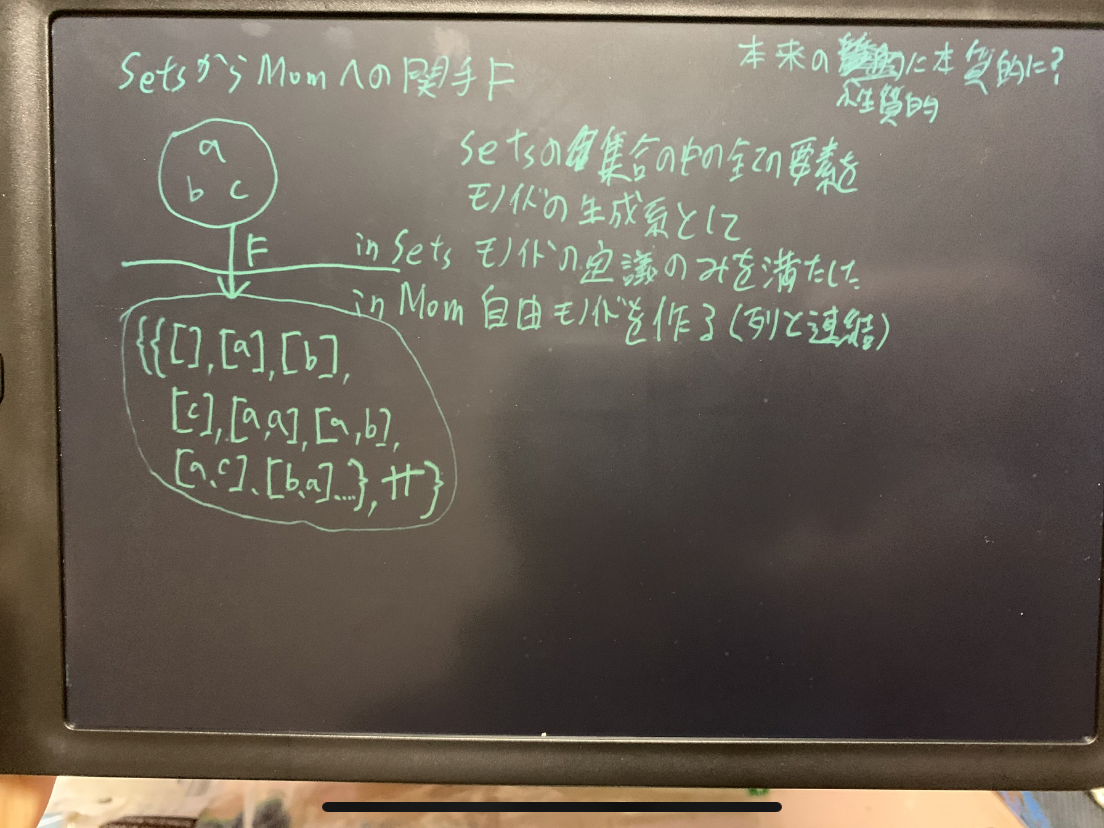 SetsからMomへの関手F
本来の に本質的に?
性質的
a
b c
F
Setsの集合の中の全ての要素を
モノイドの生成系として
in Sets モノイドの定議のみを満たした
in Mom 自由モノイドを作る(列と連結)
{{[],[a],[b],
[c],[a,a],[a,b],
[a,c],[b,a]...},++}